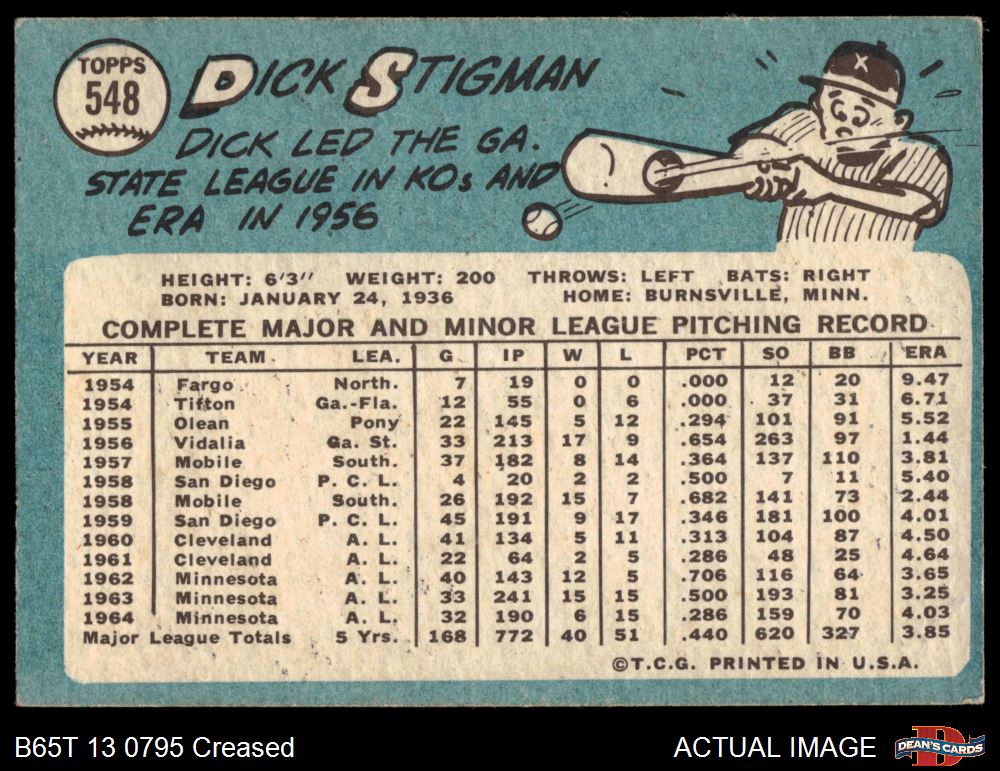 TOPPS
548
DICK STIGMAN
DICK LED THE GA.
STATE LEAGUE IN KOs AND
ERA IN 1956
X
HEIGHT: 6'3" WEIGHT: 200 THROWS: LEFT BATS: RIGHT
BORN: JANUARY 24, 1936 HOME: BURNSVILLE, MINN.
COMPLETE MAJOR AND MINOR LEAGUE PITCHING RECORD
YEAR TEAM LEA. G IP W L PCT SO BB ERA
1954 Fargo North. 7 19 0 0 .000 12 20 9.47
1954 Tifton Ga.-Fla. 12 55 0 6 .000 37 31 6.71
1955 Olean Pony 22 145 5 12 .294 101 91 5.52
1956 Vidalia Ga. St. 33 213 17 9 .654 263 97 1.44
1957 Mobile South. 37 182 8 14 .364 137 110 3.81
1958 San Diego P. C. L. 4 20 2 2 .500 7 11 5.40
1958 Mobile South. 26 192 15 7 .682 141 73 2.44
1959 San Diego P. C. L. 45 191 9 17 .346 181 100 4.01
1960 Cleveland A. L. 41 134 5 11 .313 104 87 4.50
1961 Cleveland A. L. 22 64 2 5 .286 48 25 4.64
1962 Minnesota A. L. 40 143 12 5 .706 116 64 3.65
1963 Minnesota A. L. 33 241 15 15 .500 193 81 3.25
1964 Minnesota A. L. 32 190 6 15 .286 159 70 4.03
Major League Totals 5 Yrs. 168 772 40 51 .440 620 327 3.85
©T.C.G. PRINTED IN U.S.A.
B65T 13 0795 Creased ACTUAL IMAGE
D
DEAN'S CARDS